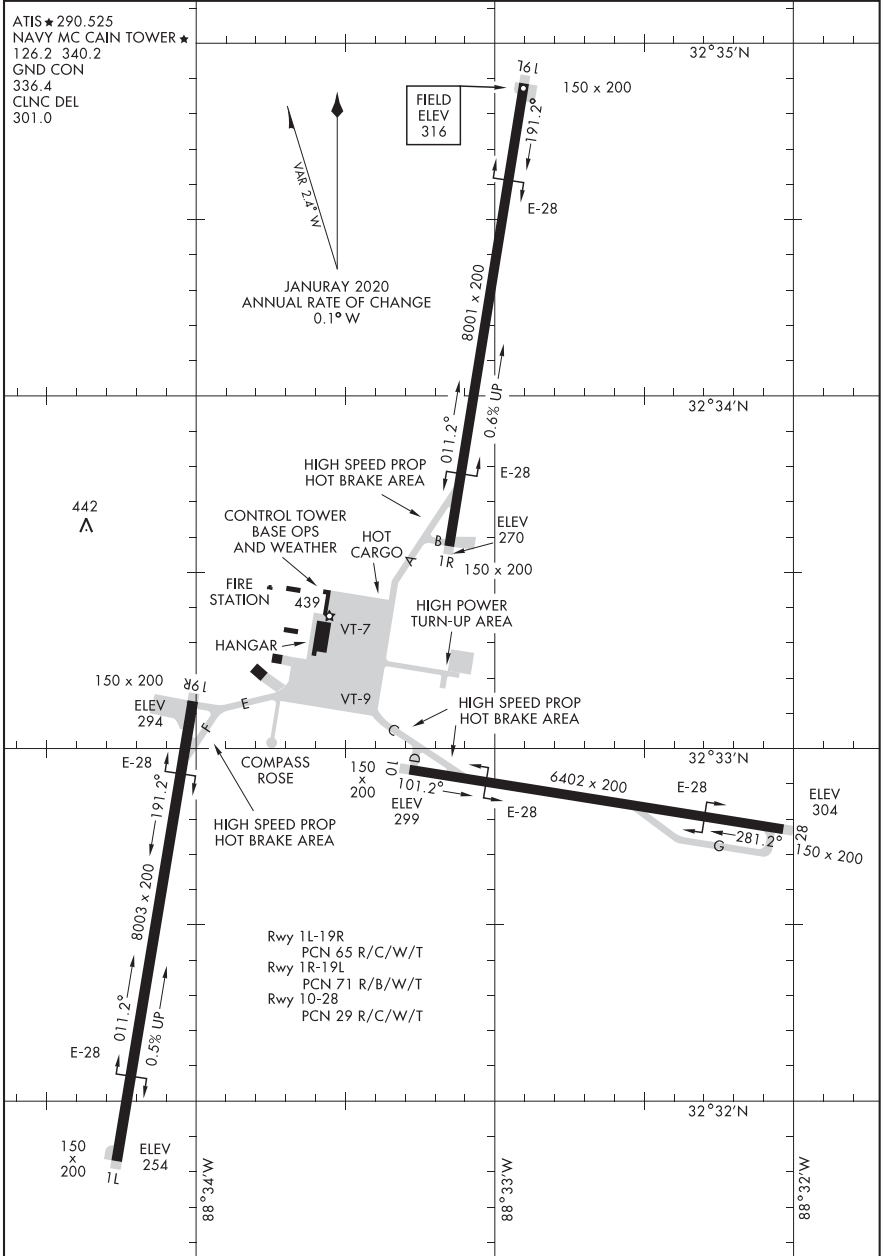 ATIS★290.525
NAVY MC CAIN TOWER★
126.2 340.2
GND CON
336.4
CLNC DEL
301.0
32°35'N
19L
150 x 200
FIELD
ELEV
316
191.2°
VAR 2.4° W
E-28
JANURAY 2020
ANNUAL RATE OF CHANGE
0.1° W
8001 x 200
32°34'N
011.2°
0.6% UP
HIGH SPEED PROP
HOT BRAKE AREA
E-28
442
CONTROL TOWER
BASE OPS
AND WEATHER
HOT
CARGO
A
B
ELEV
270
1R
150 x 200
FIRE
STATION
439
VT-7
HIGH POWER
TURN-UP AREA
HANGAR
150 x 200
19R
ELEV
294
E
F
VT-9
C
HIGH SPEED PROP
HOT BRAKE AREA
32°33'N
E-28
COMPASS
ROSE
D
10
150
x
200
101.2°
ELEV
299
E-28
6402 x 200
E-28
ELEV
304
281.2°
28
G
150 x 200
191.2°
HIGH SPEED PROP
HOT BRAKE AREA
8003 x 200
Rwy 1L-19R
PCN 65 R/C/W/T
Rwy 1R-19L
PCN 71 R/B/W/T
Rwy 10-28
PCN 29 R/C/W/T
011.2°
0.5% UP
E-28
32°32'N
150
x
200
ELEV
254
1L
88°34'W
88°33'W
88°32'W